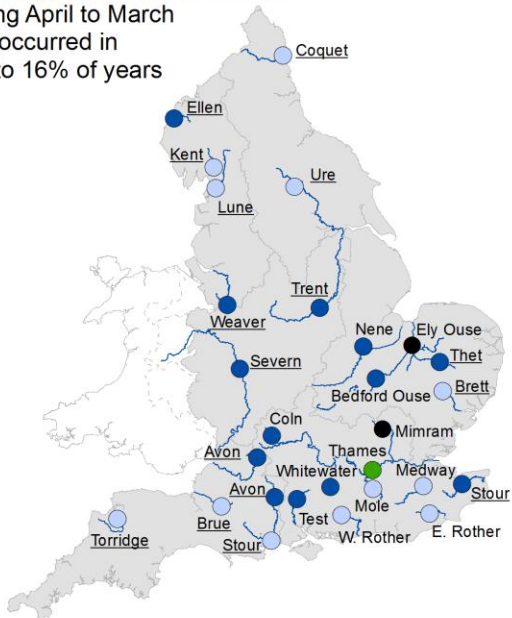 ng April to March
occurred in
to 16% of years
Coquet
Ellen
Kent
Ure
Lune
Trent
Weaver
Nene
Ely Ouse
Severn
Thet
Bedford Ouse
Brett
Coln
Mimram
Avon
Thames
Whitewater
Medway
Avon
Stour
Brue
Test
Mole
Torridge
Stour
W. Rother
E. Rother